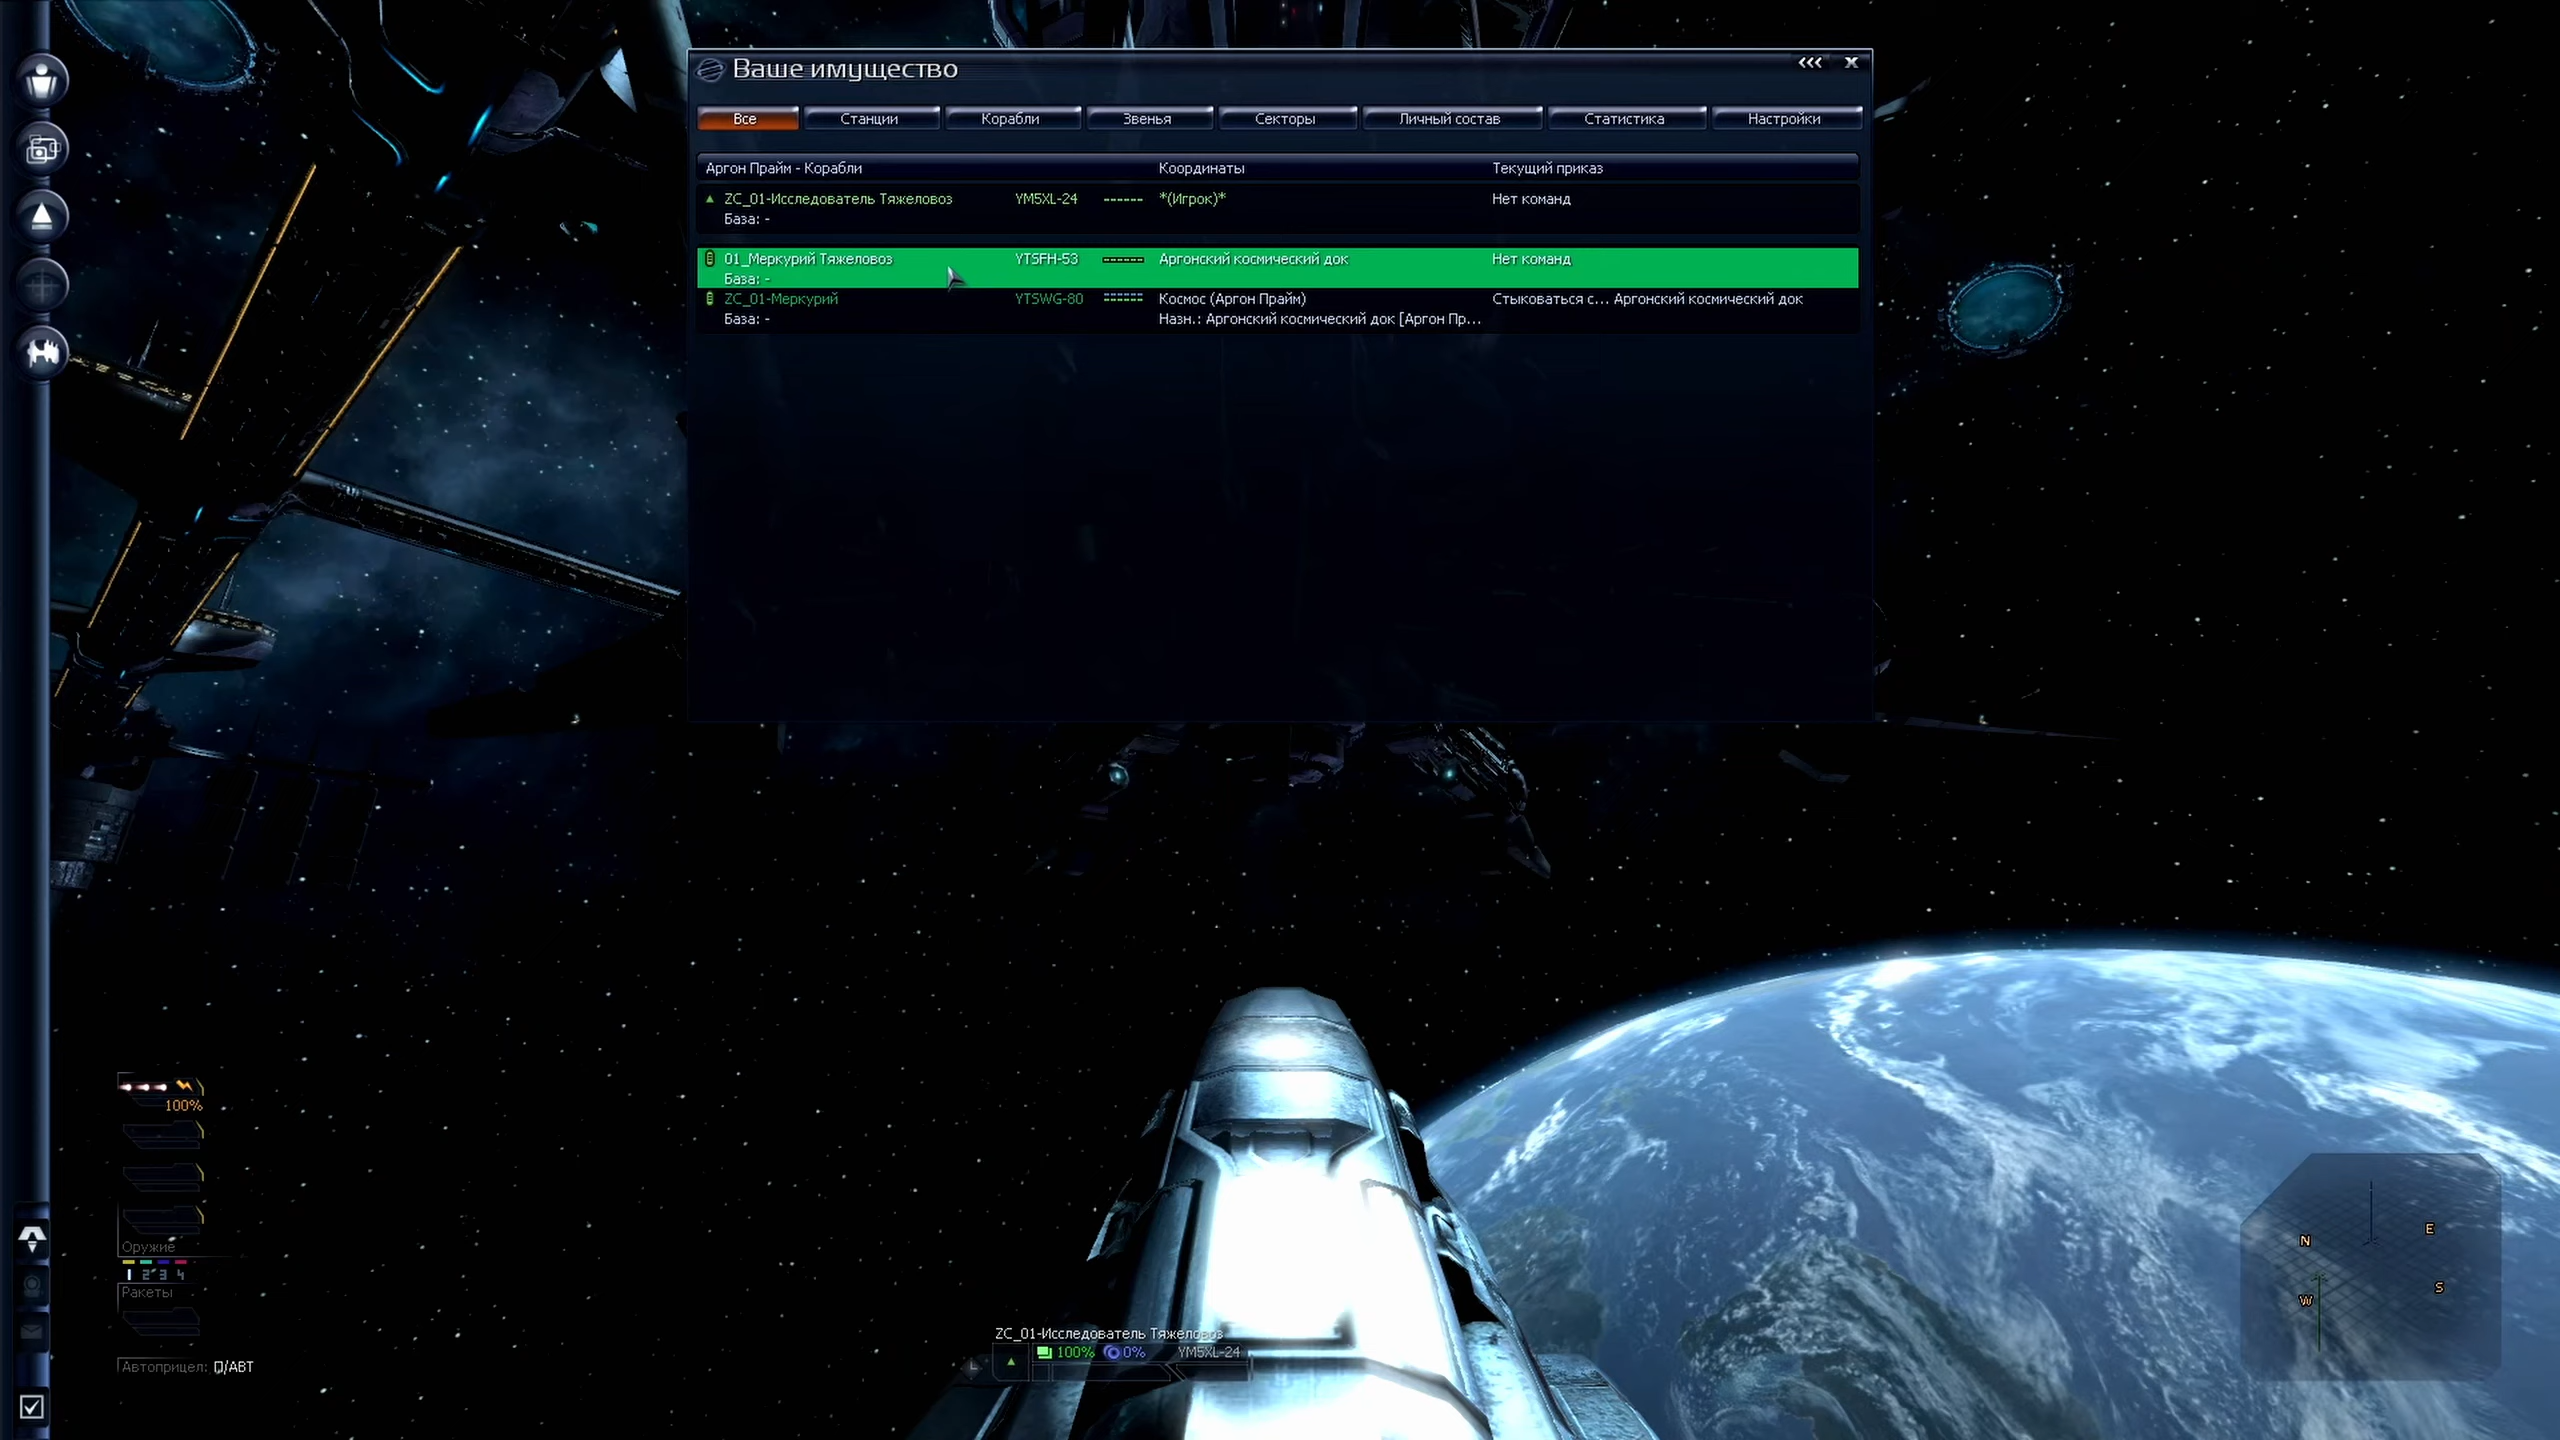 Ваше имущество
Все Станции Корабли Звенья Секторы Личный состав Статистика Настройки
Аргон Прайм - Корабли Координаты Текущий приказ
ZC_01-Исследователь Тяжеловоз YM5XL-24 *(Игрок)* Нет команд
База: -
01_Меркурий Тяжеловоз YTSFH-53 Аргонский космический док Нет команд
База: -
ZC_01-Меркурий YTSWG-80 Космос (Аргон Прайм) Стыковаться с... Аргонский космический док
База: - Назн.: Аргонский космический док [Аргон Пр...
100%
Оружие
1 2 3 4
Ракеты
Автоприцел: П/АВТ
ZC_01-Исследователь Тяжеловоз
100% 0% YM5XL-24
N E
W S